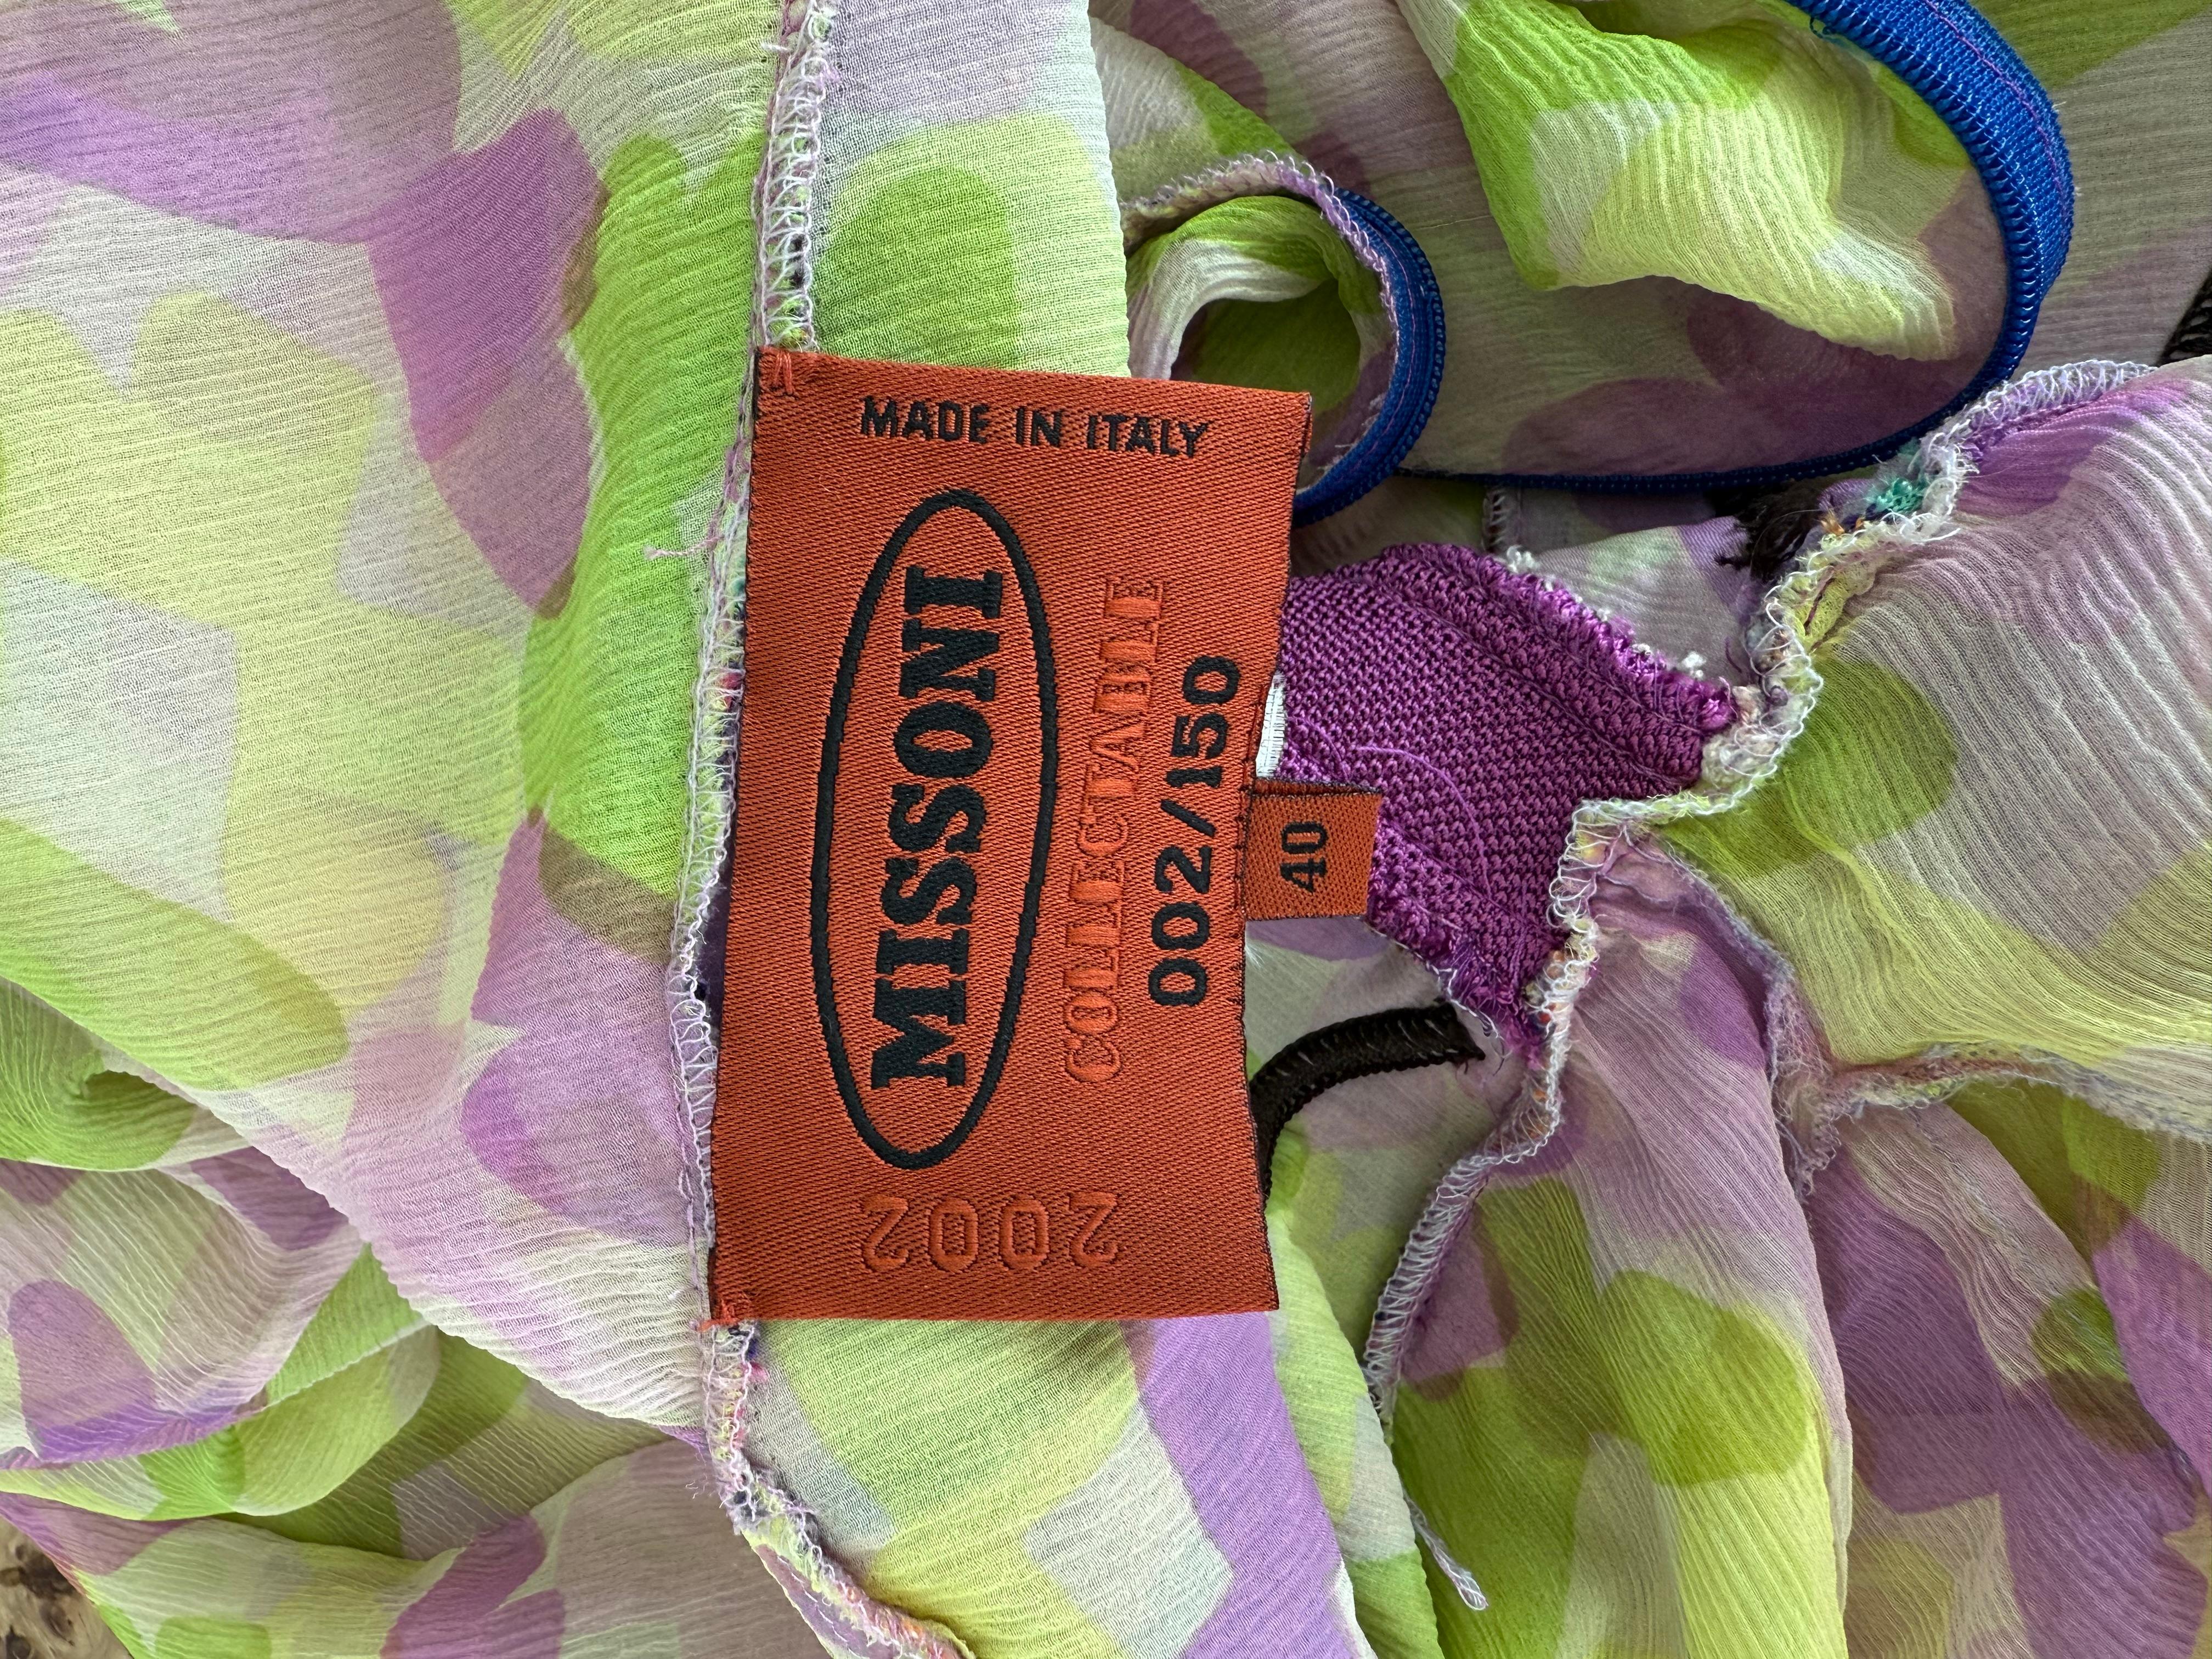 MADE IN ITALY
MISSONI
COLLECTABLE
002/150
2002
40